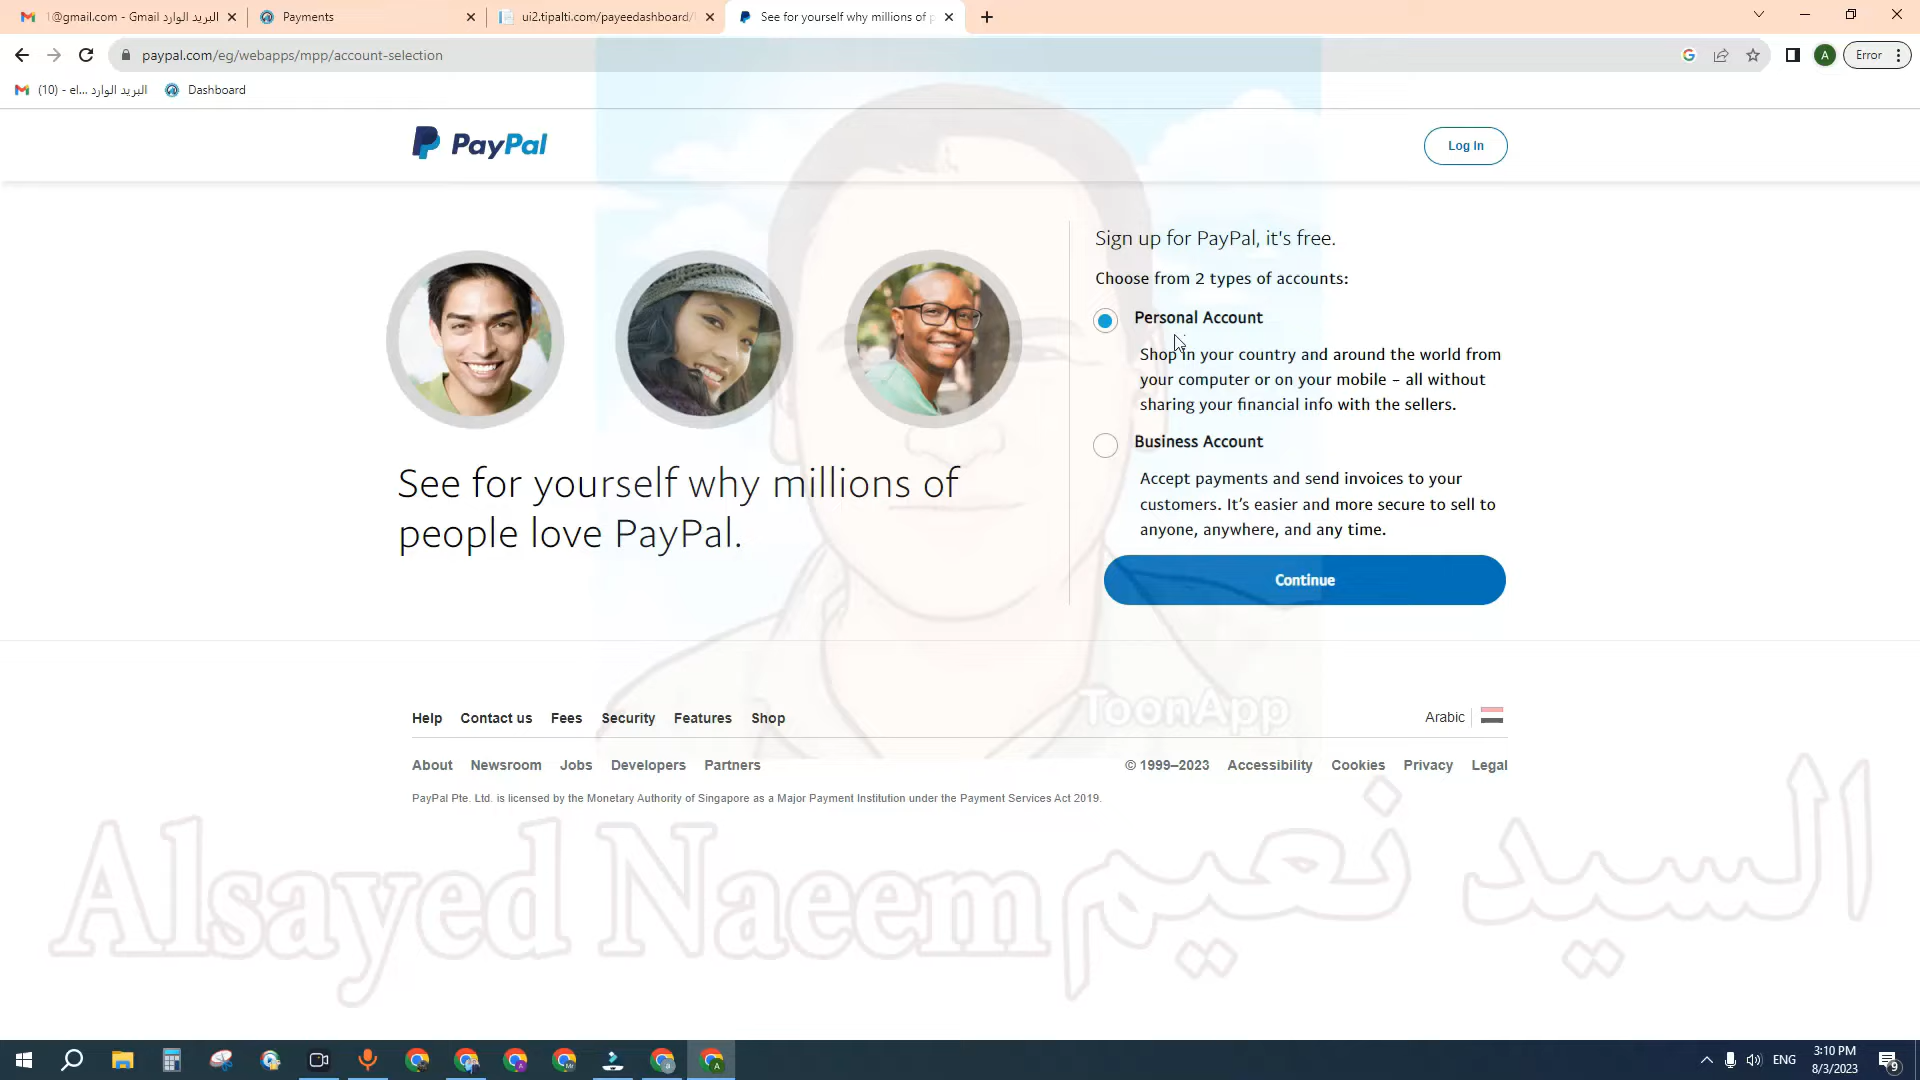 1@gmail.com - Gmail البريد الوارد
Payments
ui2.tipalti.com/payeedashboard/
See for yourself why millions of p
paypal.com/eg/webapps/mpp/account-selection
A
Error
(10) - el... البريد الوارد
Dashboard
PayPal
Log In
Sign up for PayPal, it's free.
Choose from 2 types of accounts:
Personal Account
Shop in your country and around the world from
your computer or on your mobile – all without
sharing your financial info with the sellers.
Business Account
Accept payments and send invoices to your
customers. It’s easier and more secure to sell to
anyone, anywhere, and any time.
Continue
See for yourself why millions of
people love PayPal.
ToonApp
Help Contact us Fees Security Features Shop
Arabic
About Newsroom Jobs Developers Partners
© 1999–2023 Accessibility Cookies Privacy Legal
PayPal Pte. Ltd. is licensed by the Monetary Authority of Singapore as a Major Payment Institution under the Payment Services Act 2019.
Alsayed Naeem السيد نعيم
ENG
3:10 PM
8/3/2023
9